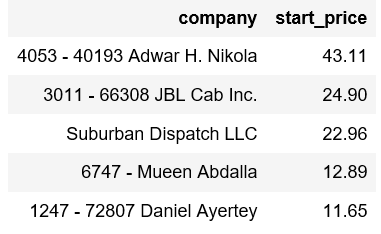 company start_price
4053 - 40193 Adwar H. Nikola 43.11
3011 - 66308 JBL Cab Inc. 24.90
Suburban Dispatch LLC 22.96
6747 - Mueen Abdalla 12.89
1247 - 72807 Daniel Ayertey 11.65